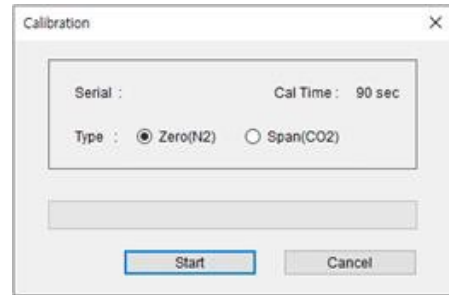 Calibration
Serial : Cal Time : 90 sec
Type : Zero(N2) Span(CO2)
Start Cancel